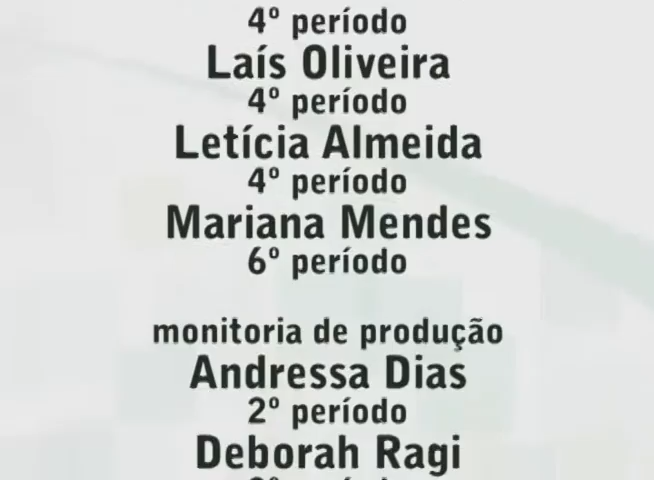 4º período
Laís Oliveira
4º período
Letícia Almeida
4º período
Mariana Mendes
6º período
monitoria de produção
Andressa Dias
2º período
Deborah Ragi